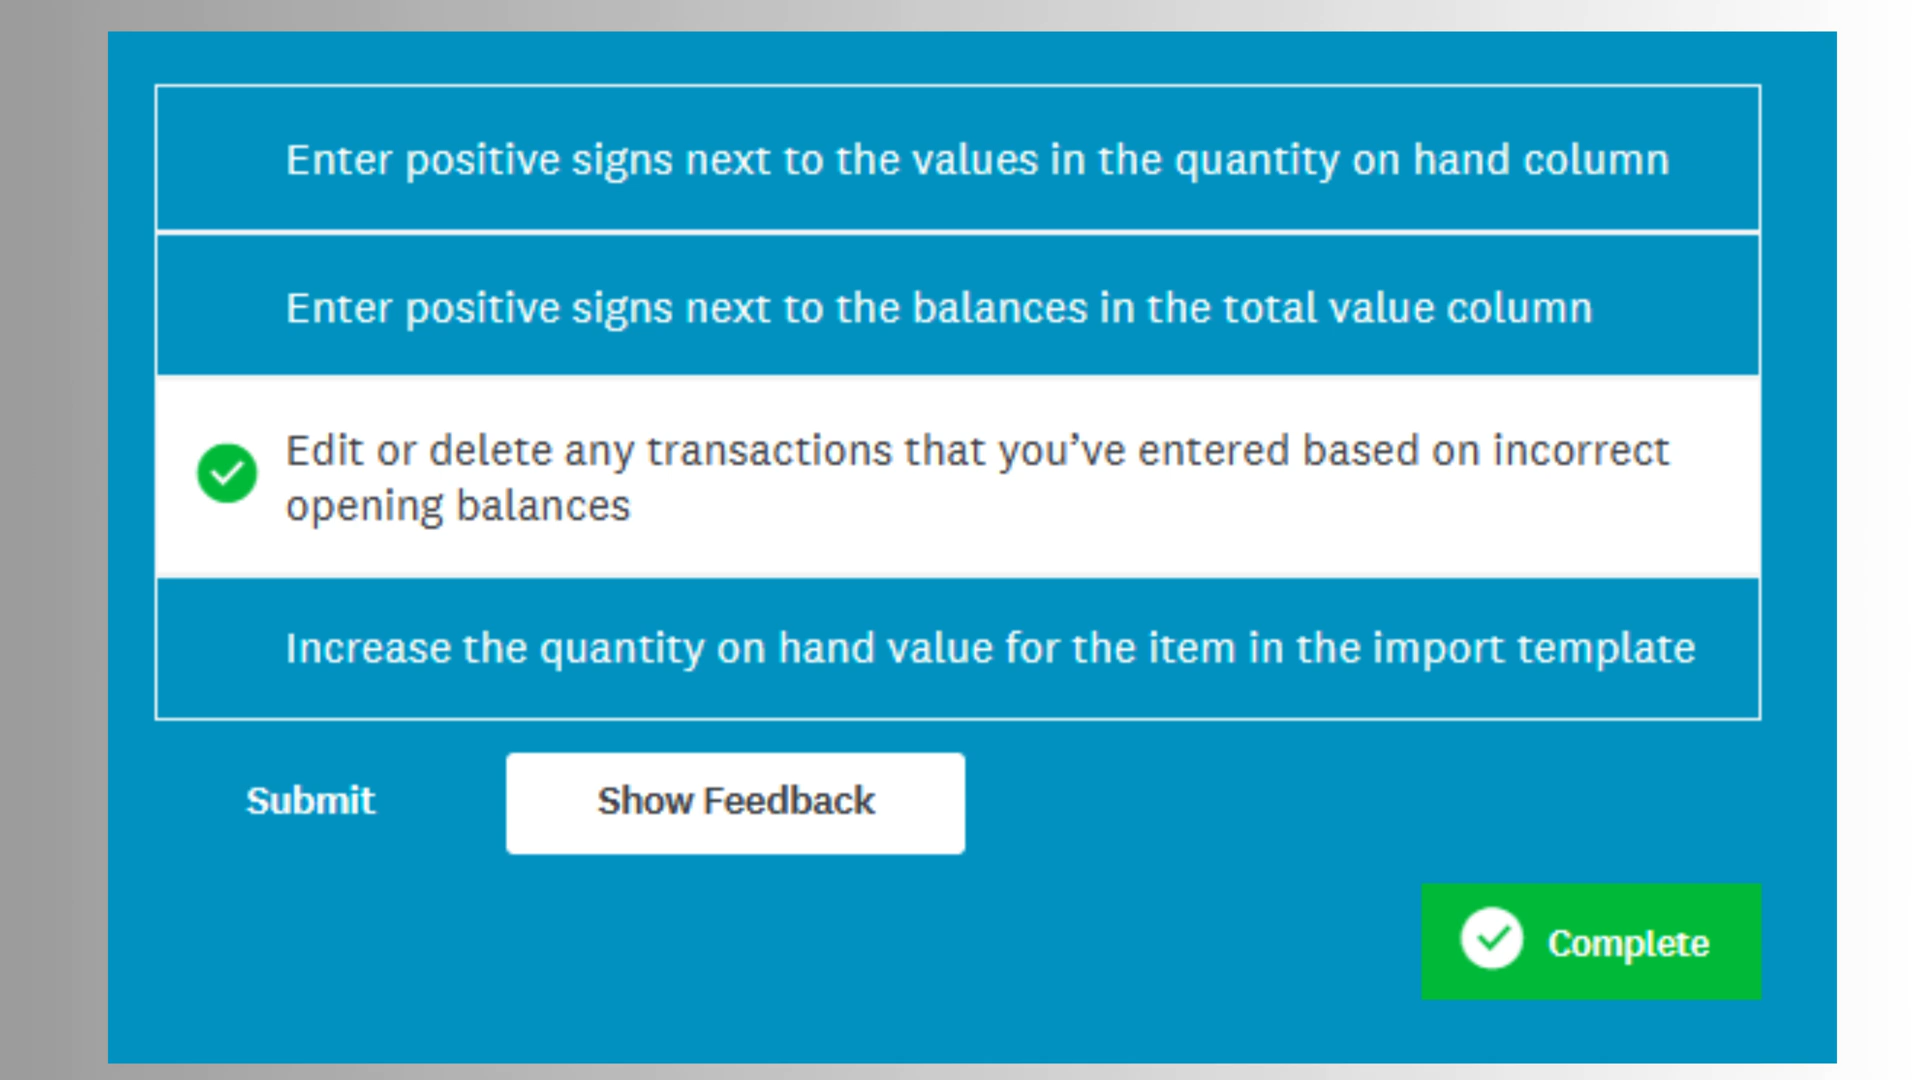 Enter positive signs next to the values in the quantity on hand column
Enter positive signs next to the balances in the total value column
Edit or delete any transactions that you’ve entered based on incorrect
opening balances
Increase the quantity on hand value for the item in the import template
Submit
Show Feedback
Complete